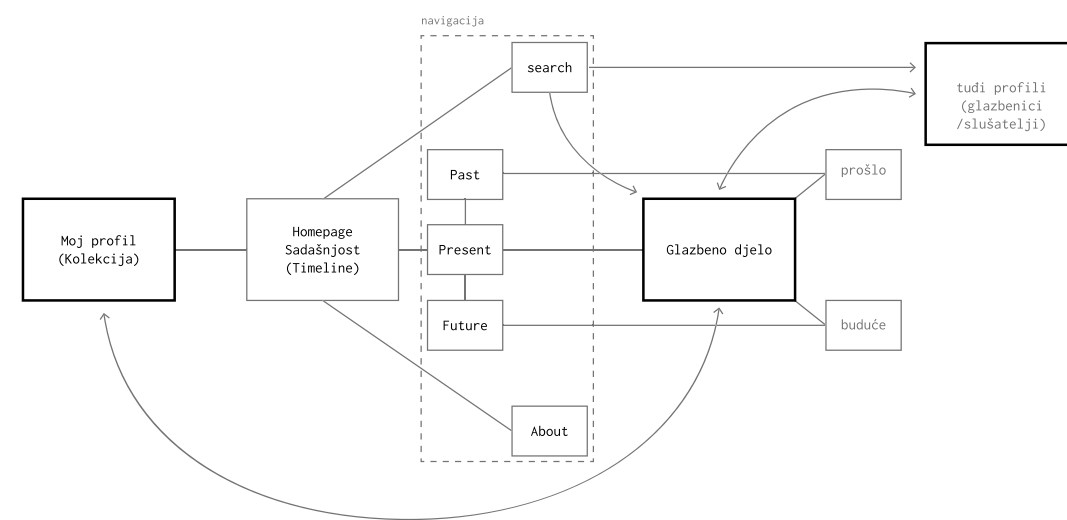 navigacija
search
tuđi profili
(glazbenici
/slušatelji)
Past
prošlo
Moj profil
(Kolekcija)
Homepage
Sadašnjost
(Timeline)
Present
Glazbeno djelo
Future
buduće
About